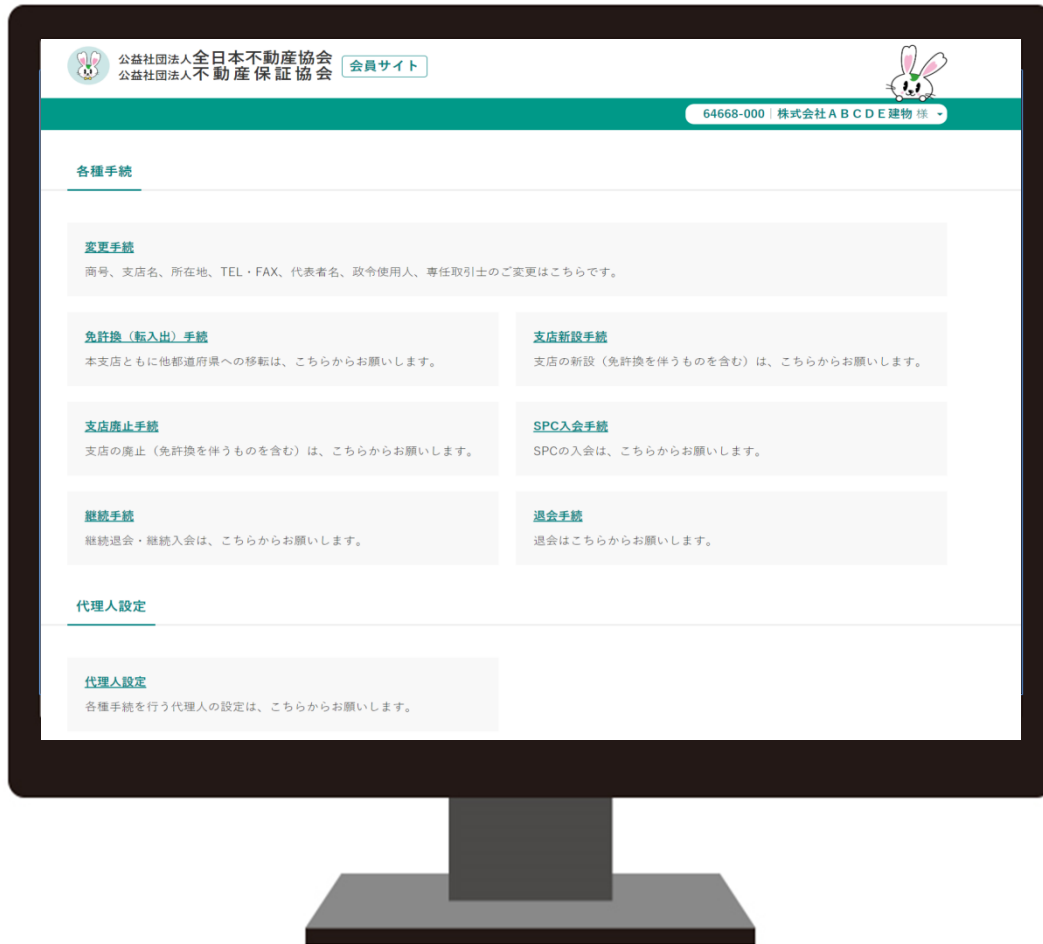 公益社団法人全日本不動産協会
公益社団法人不動産保証協会
会員サイト
64668-000 株式会社ＡＢＣＤＥ建物 様
各種手続
変更手続
商号、支店名、所在地、TEL・FAX、代表者名、政令使用人、専任取引士のご変更はこちらです。
免許換（転入出）手続
本支店ともに他都道府県への移転は、こちらからお願いします。
支店新設手続
支店の新設（免許換を伴うものを含む）は、こちらからお願いします。
支店廃止手続
支店の廃止（免許換を伴うものを含む）は、こちらからお願いします。
SPC入会手続
SPCの入会は、こちらからお願いします。
継続手続
継続退会・継続入会は、こちらからお願いします。
退会手続
退会はこちらからお願いします。
代理人設定
代理人設定
各種手続を行う代理人の設定は、こちらからお願いします。